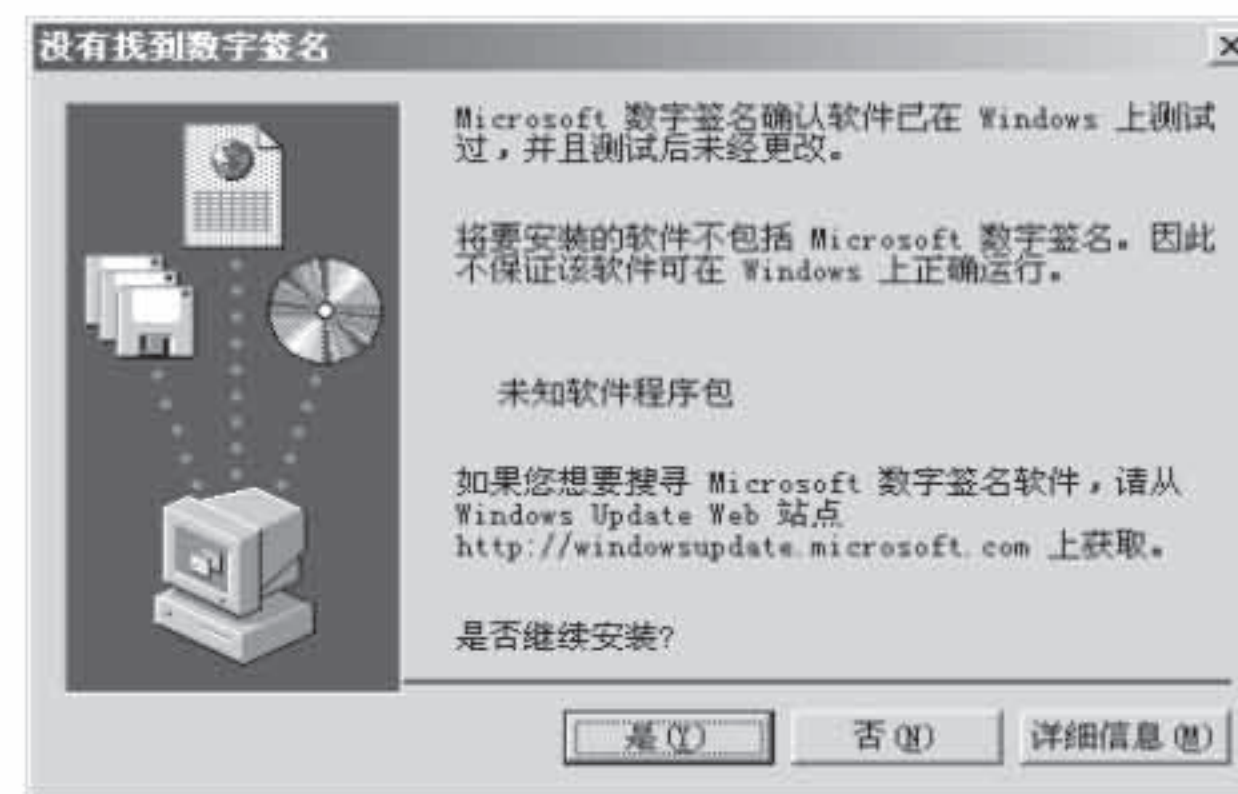 没有找到数字签名
Microsoft 数字签名确认软件已在 Windows 上测试
过，并且测试后未经更改。
将要安装的软件不包括 Microsoft 数字签名。因此
不保证该软件可在 Windows 上正确运行。
未知软件程序包
如果您想要搜寻 Microsoft 数字签名软件，请从
Windows Update Web 站点
http://windowsupdate.microsoft.com 上获取。
是否继续安装?
是(Y) 否(N) 详细信息(M)